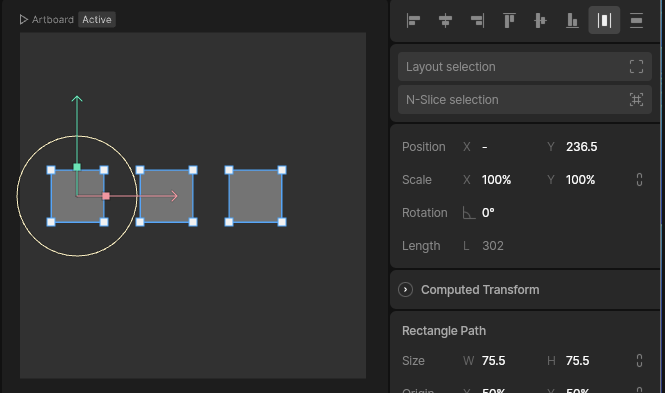 Artboard Active
Layout selection
N-Slice selection
Position X - Y 236.5
Scale X 100% Y 100%
Rotation 0°
Length L 302
Computed Transform
Rectangle Path
Size W 75.5 H 75.5
Origin X 50% Y 50%